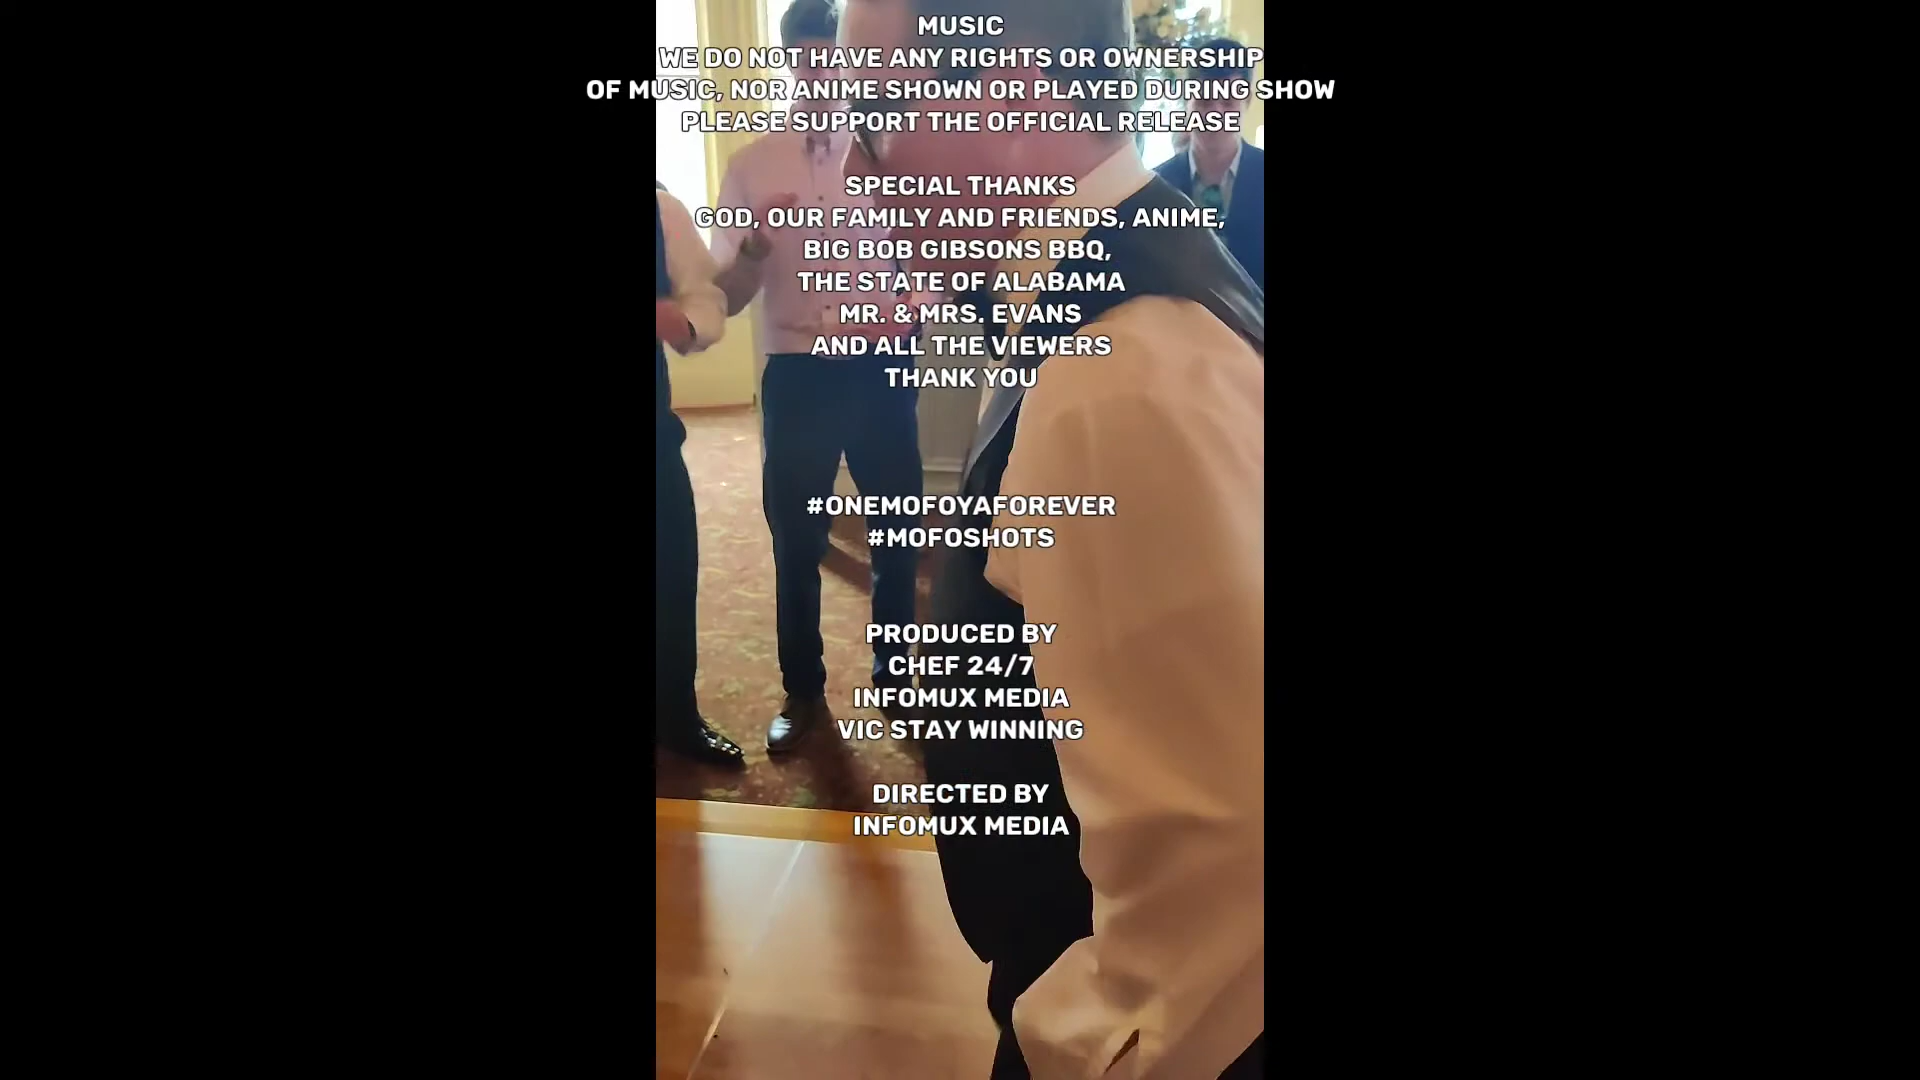 MUSIC
WE DO NOT HAVE ANY RIGHTS OR OWNERSHIP
OF MUSIC, NOR ANIME SHOWN OR PLAYED DURING SHOW
PLEASE SUPPORT THE OFFICIAL RELEASE
SPECIAL THANKS
GOD, OUR FAMILY AND FRIENDS, ANIME,
BIG BOB GIBSONS BBQ,
THE STATE OF ALABAMA
MR. & MRS. EVANS
AND ALL THE VIEWERS
THANK YOU
#ONEMOFOYAFOREVER
#MOFOSHOTS
PRODUCED BY
CHEF 24/7
INFOMUX MEDIA
VIC STAY WINNING
DIRECTED BY
INFOMUX MEDIA